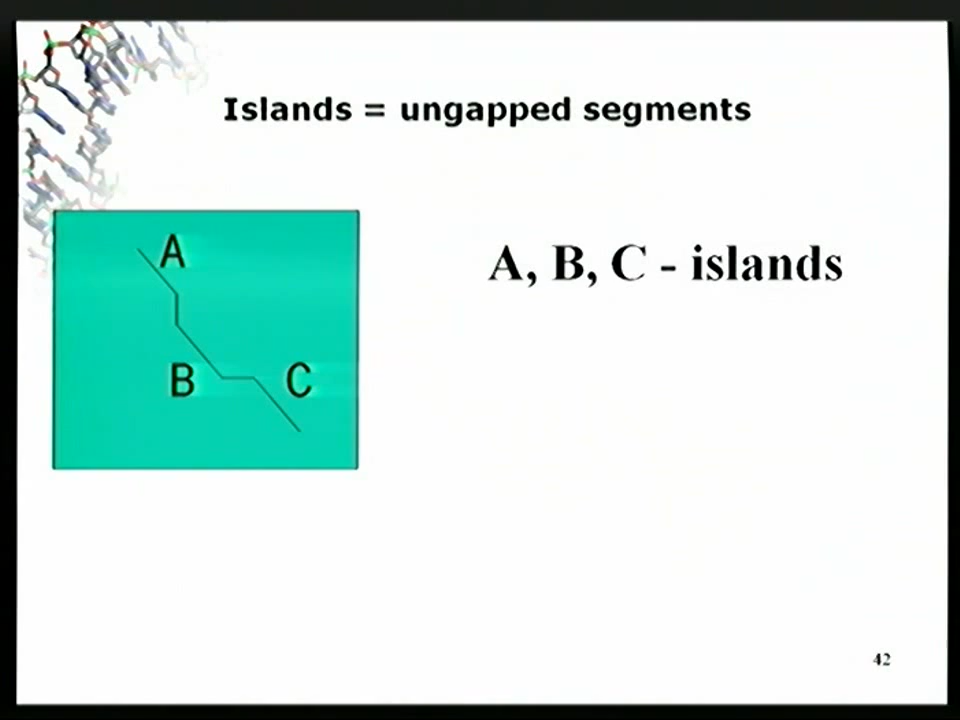 Islands = ungapped segments
A
A, B, C - islands
B
C
42